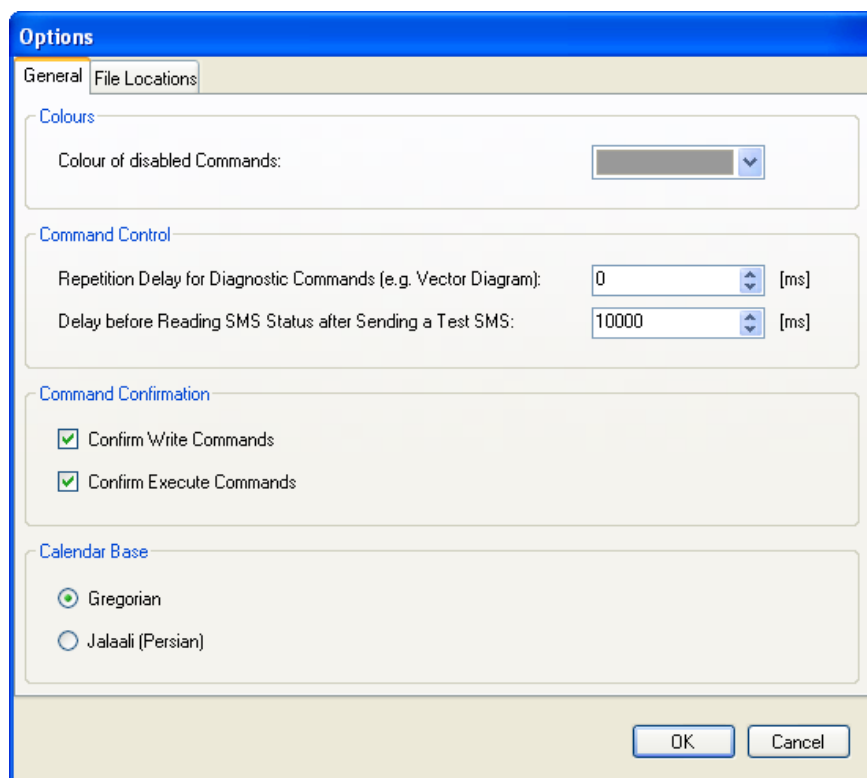 Options
General File Locations
Colours
Colour of disabled Commands:
Command Control
Repetition Delay for Diagnostic Commands (e.g. Vector Diagram): 0 [ms]
Delay before Reading SMS Status after Sending a Test SMS: 10000 [ms]
Command Confirmation
Confirm Write Commands
Confirm Execute Commands
Calendar Base
Gregorian
Jalaali (Persian)
OK Cancel